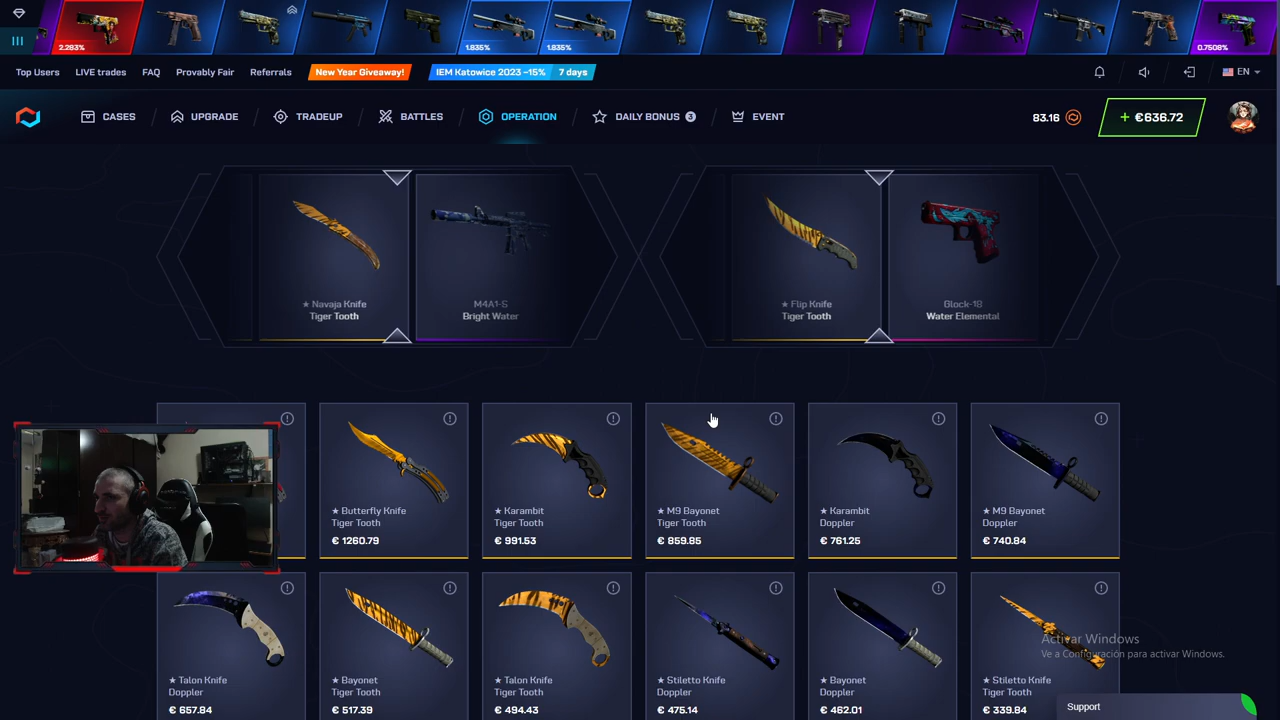 2.283%
1.835%
1.835%
0.7508%
Top Users
LIVE trades
FAQ
Provably Fair
Referrals
New Year Giveaway!
IEM Katowice 2023 -15%
7 days
EN
CASES
UPGRADE
TRADEUP
BATTLES
OPERATION
DAILY BONUS 3
EVENT
83.16
+ €636.72
★ Navaja Knife
Tiger Tooth
M4A1-S
Bright Water
★ Flip Knife
Tiger Tooth
Glock-18
Water Elemental
★ Butterfly Knife
Tiger Tooth
€ 1260.79
★ Karambit
Tiger Tooth
€ 991.53
★ M9 Bayonet
Tiger Tooth
€ 859.85
★ Karambit
Doppler
€ 761.25
★ M9 Bayonet
Doppler
€ 740.84
★ Talon Knife
Doppler
€ 657.84
★ Bayonet
Tiger Tooth
€ 517.39
★ Talon Knife
Tiger Tooth
€ 494.43
★ Stiletto Knife
Doppler
€ 475.14
★ Bayonet
Doppler
€ 462.01
★ Stiletto Knife
Tiger Tooth
€ 339.84
Activar Windows
Ve a Configuración para activar Windows.
Support